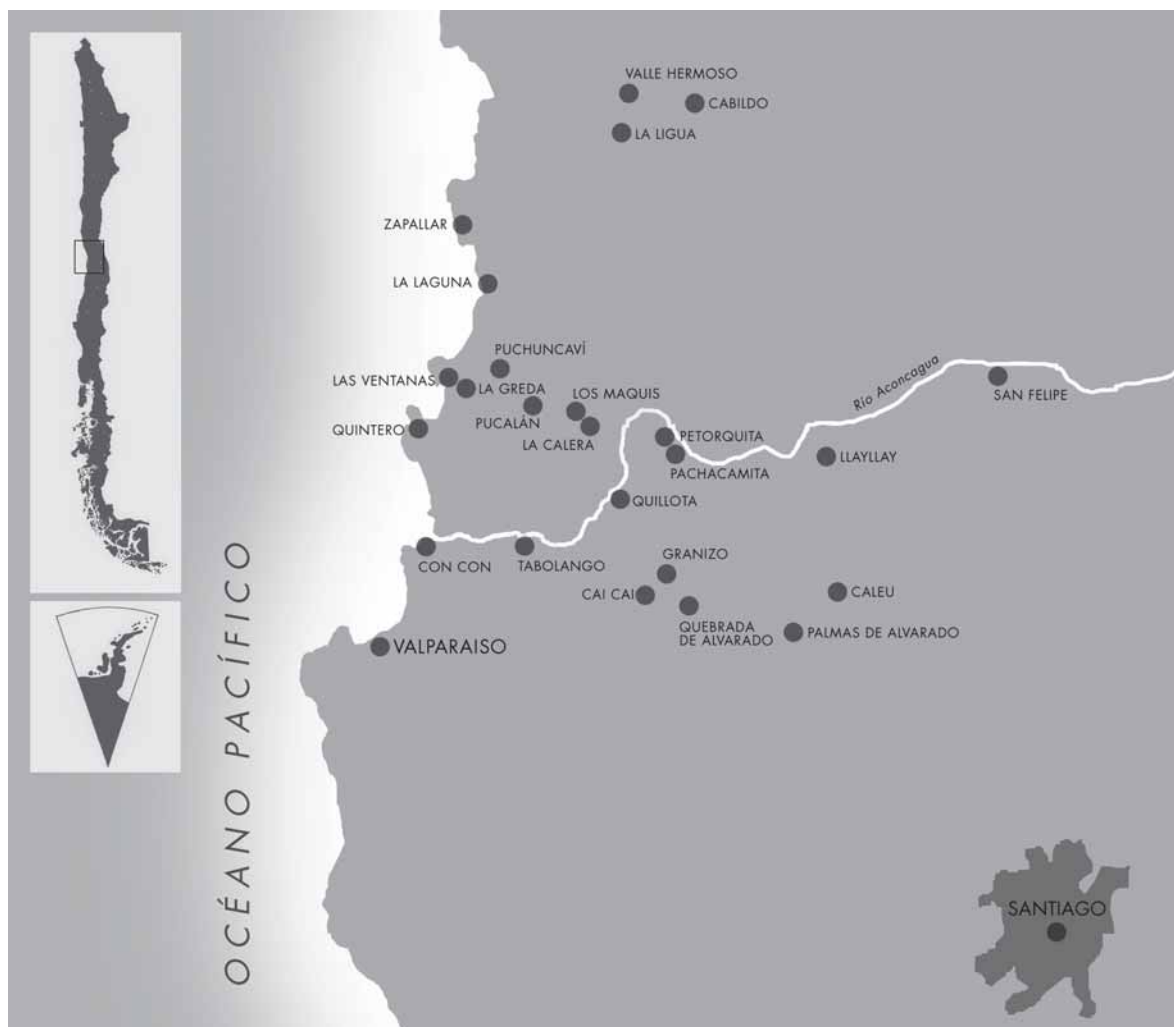 VALLE HERMOSO
CABILDO
LA LIGUA
ZAPALLAR
LA LAGUNA
PUCHUNCAVÍ
LAS VENTANAS
LA GREDA
LOS MAQUIS
PUCALÁN
QUINTERO
LA CALERA
PETORQUITA
PACHACAMITA
Río Aconcagua
SAN FELIPE
LLAYLLAY
QUILLOTA
CON CON
TABOLANGO
GRANIZO
CAI CAI
CALEU
QUEBRADA
DE ALVARADO
PALMAS DE ALVARADO
VALPARAISO
OCÉANO PACÍFICO
SANTIAGO